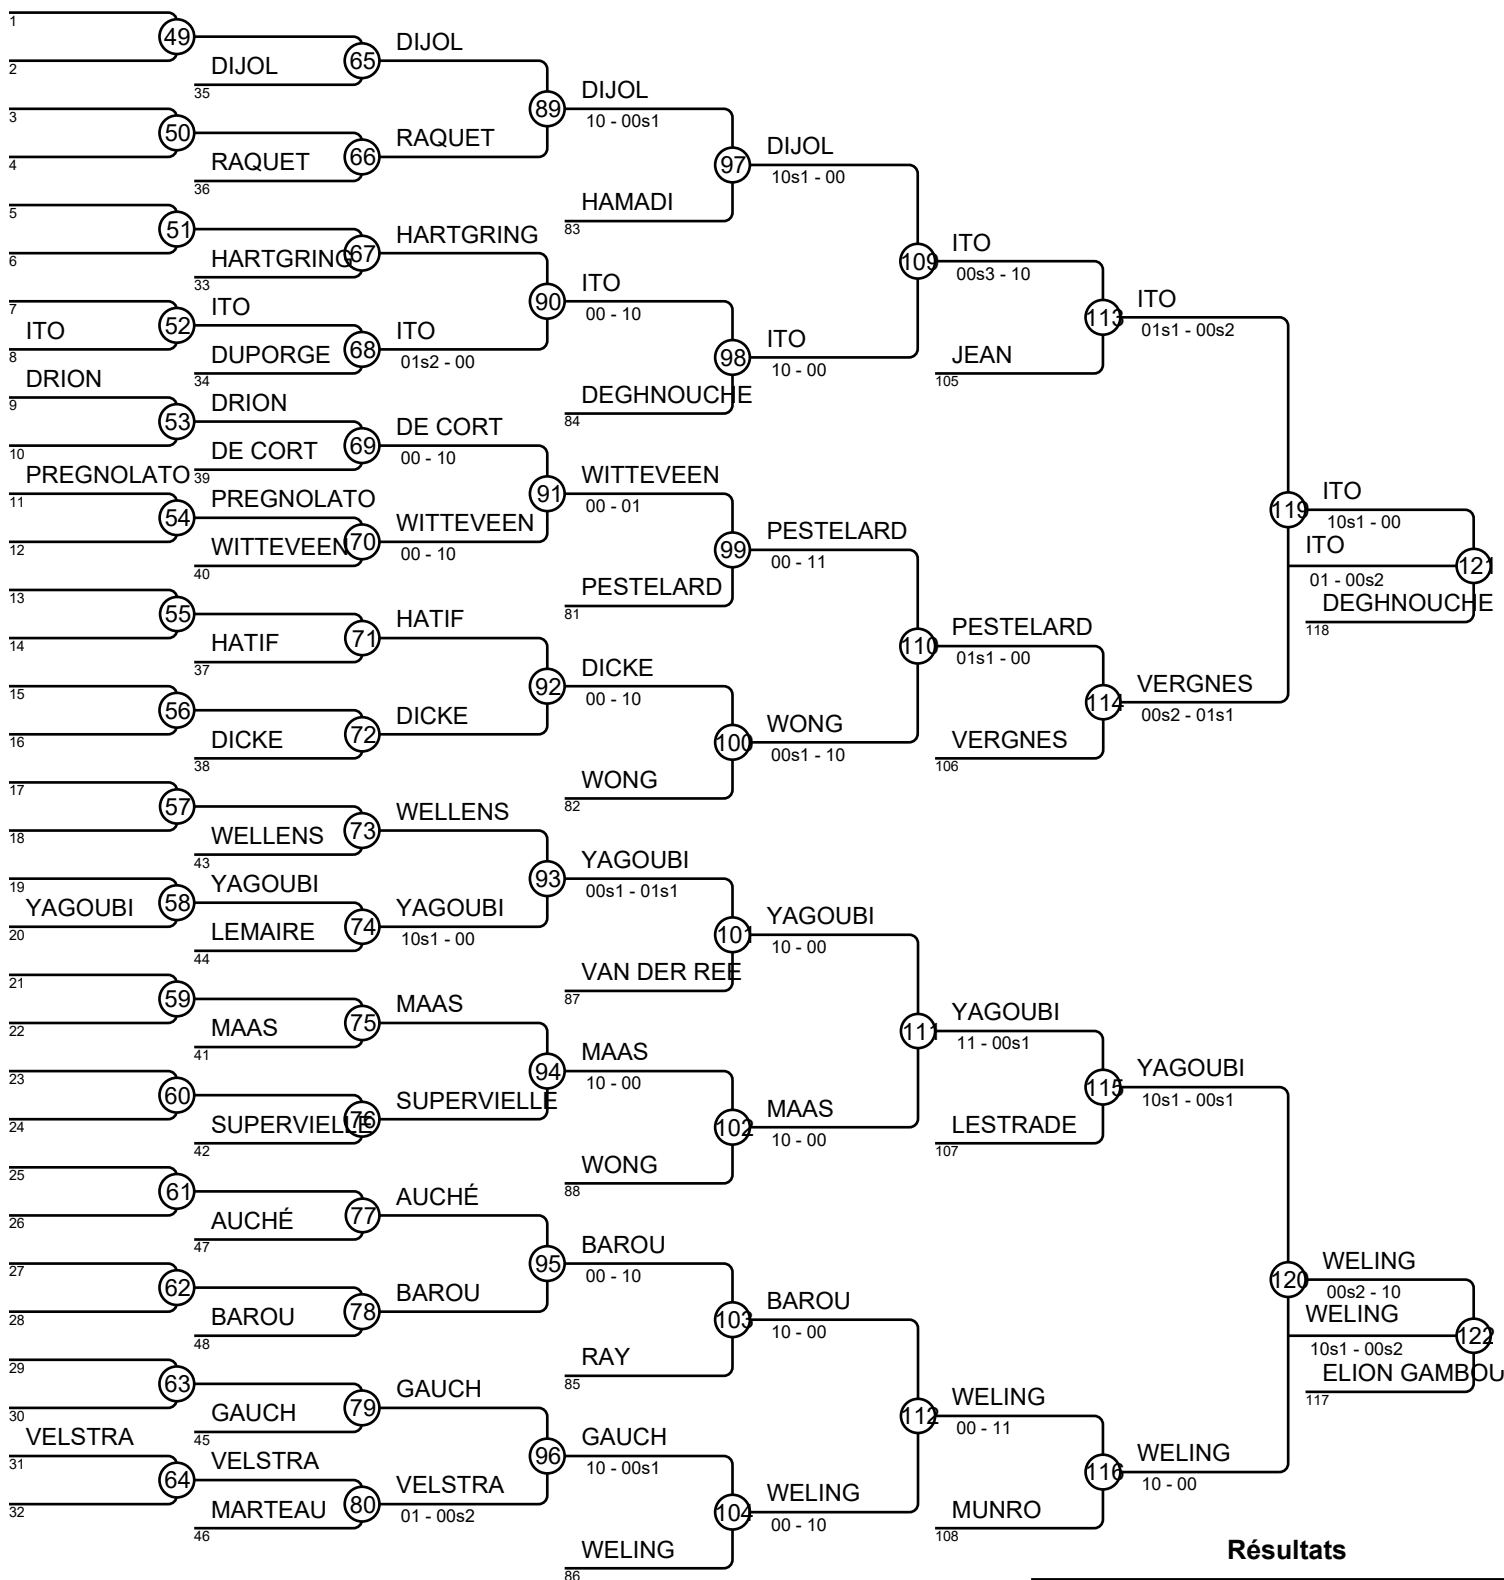 1
49
2
DIJOL
35
65
DIJOL
3
50
4
RAQUET
36
66
RAQUET
89
DIJOL
10 - 00s1
5
51
6
HARTGRING
33
67
HARTGRING
HAMADI
83
97
DIJOL
10s1 - 00
7
ITO
8
52
ITO
DUPORGE
34
68
ITO
01s2 - 00
90
ITO
00 - 10
DEGHNOUCHE
84
98
ITO
10 - 00
109
ITO
00s3 - 10
JEAN
105
113
ITO
01s1 - 00s2
DRION
9
53
10
DRION
DE CORT
39
69
DE CORT
00 - 10
PREGNOLATO
11
54
12
PREGNOLATO
WITTEVEEN
40
70
WITTEVEEN
00 - 10
91
WITTEVEEN
00 - 01
PESTELARD
81
99
PESTELARD
00 - 11
13
55
14
HATIF
37
71
HATIF
15
56
16
DICKE
38
72
DICKE
92
DICKE
00 - 10
WONG
82
100
WONG
00s1 - 10
110
PESTELARD
01s1 - 00
VERGNES
106
114
VERGNES
00s2 - 01s1
119
ITO
10s1 - 00
ITO
01 - 00s2
DEGHNOUCHE
118
121
17
57
18
WELLENS
43
73
WELLENS
19
YAGOUBI
20
58
YAGOUBI
LEMAIRE
44
74
YAGOUBI
10s1 - 00
93
YAGOUBI
00s1 - 01s1
VAN DER REE
87
101
YAGOUBI
10 - 00
21
59
22
MAAS
41
75
MAAS
23
60
24
SUPERVIELLE
42
76
SUPERVIELLE
94
MAAS
10 - 00
WONG
88
102
MAAS
10 - 00
111
YAGOUBI
11 - 00s1
LESTRADE
107
115
YAGOUBI
10s1 - 00s1
25
61
26
AUCHÉ
47
77
AUCHÉ
27
62
28
BAROU
48
78
BAROU
95
BAROU
00 - 10
RAY
85
103
BAROU
10 - 00
29
63
30
GAUCH
45
79
GAUCH
VELSTRA
31
64
32
VELSTRA
MARTEAU
46
80
VELSTRA
01 - 00s2
96
GAUCH
10 - 00s1
WELING
86
104
WELING
00 - 10
112
WELING
00 - 11
MUNRO
108
116
WELING
10 - 00
120
WELING
00s2 - 10
WELING
10s1 - 00s2
ELION GAMBOU
117
122
Résultats